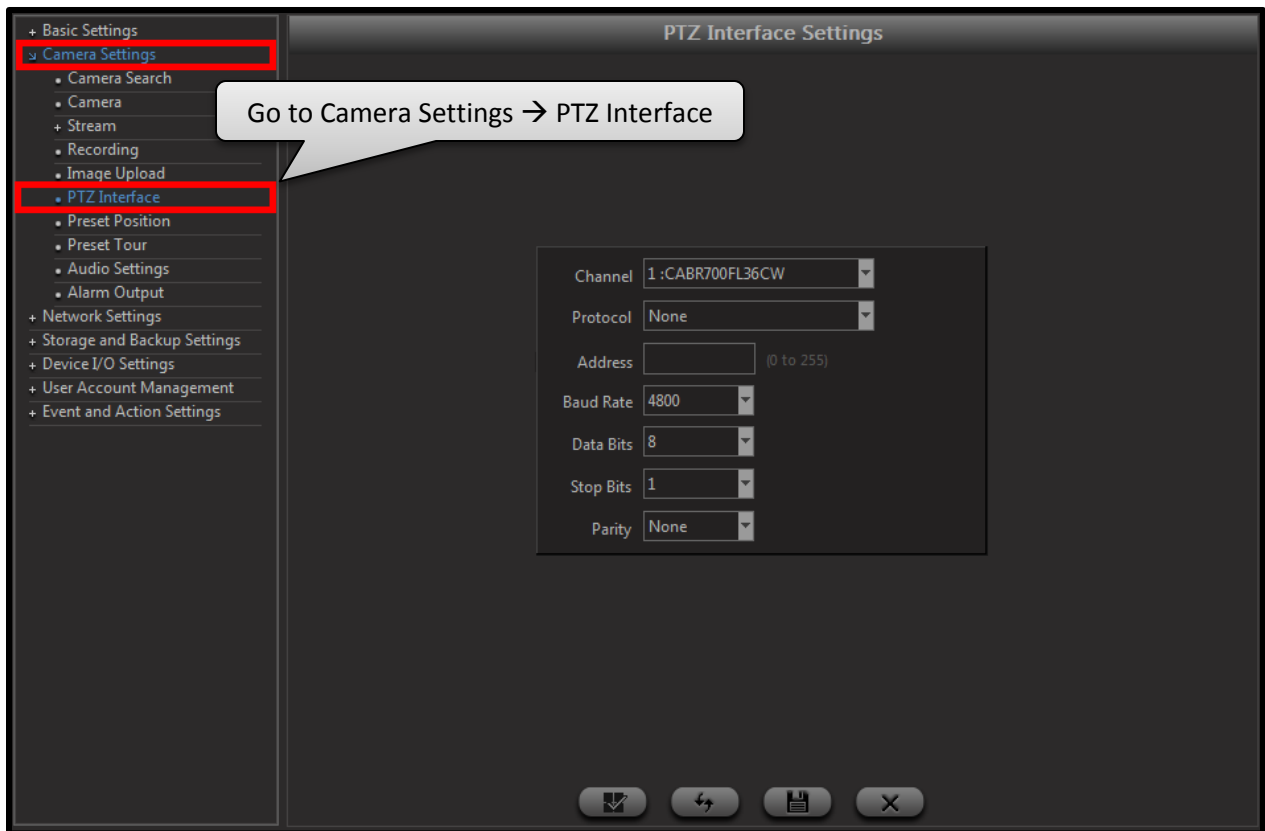 + Basic Settings
Camera Settings
Camera Search
Camera
+ Stream
Recording
Image Upload
PTZ Interface
Preset Position
Preset Tour
Audio Settings
Alarm Output
+ Network Settings
+ Storage and Backup Settings
+ Device I/O Settings
+ User Account Management
+ Event and Action Settings
PTZ Interface Settings
Go to Camera Settings → PTZ Interface
Channel 1 :CABR700FL36CW
Protocol None
Address (0 to 255)
Baud Rate 4800
Data Bits 8
Stop Bits 1
Parity None